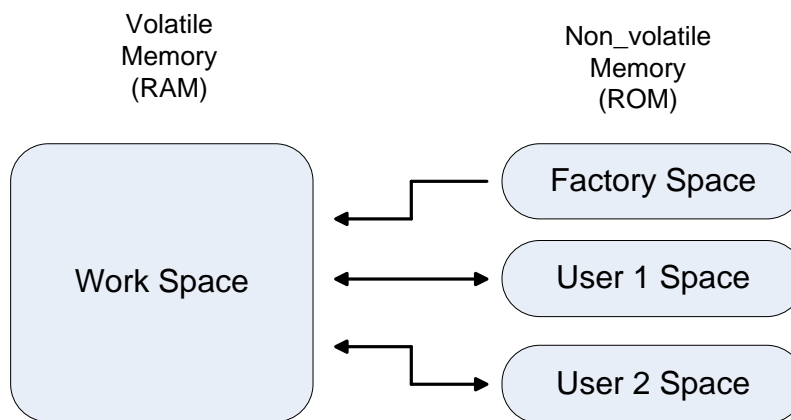 Volatile
Memory
(RAM)
Non_volatile
Memory
(ROM)
Work Space
Factory Space
User 1 Space
User 2 Space